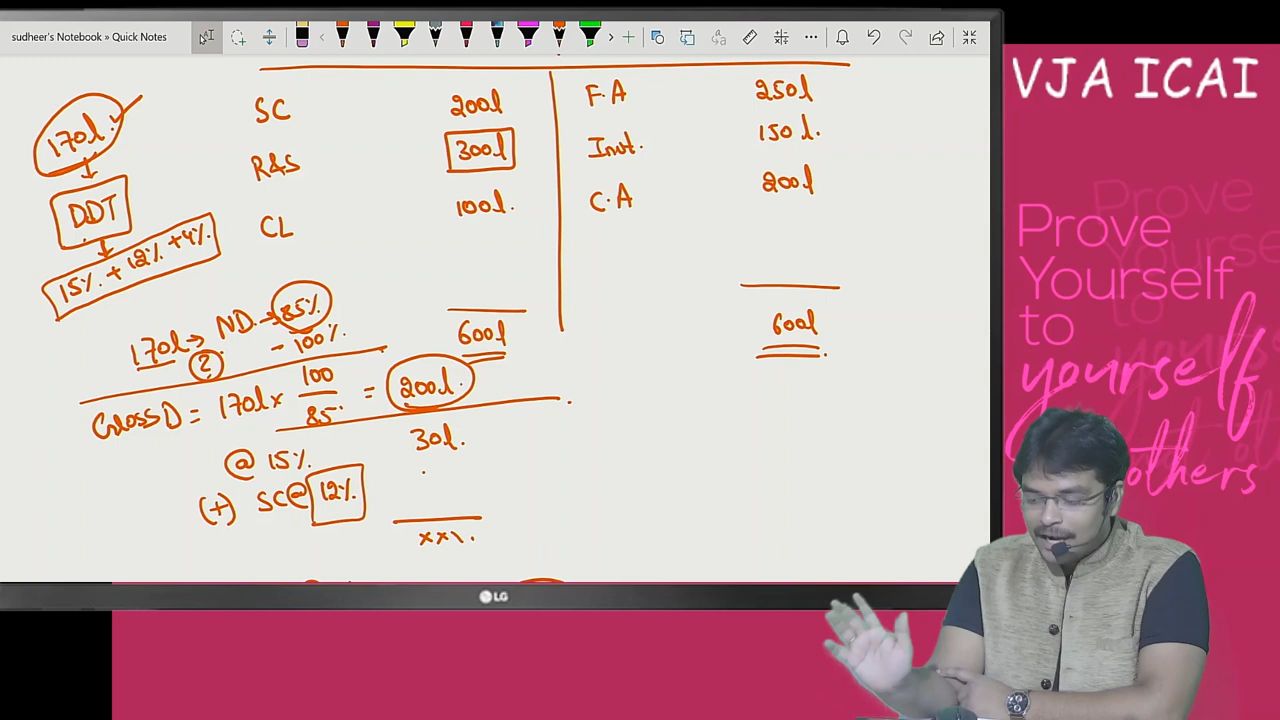 sudheer's Notebook » Quick Notes
VJA ICAI
SC 200l F.A 250l
R&S 300l Invt. 150l.
CL 100l. C.A 200l
600l 600l
170l.
DDT
15%. + 12% + 4%.
170l → ND → 85%.
? - 100%
Gross D = 170l x 100/85. = 200l.
@ 15%. 30l.
(+) SC@ 12%.
xx\.
LG
Prove
Yourself
to
yourself
others
Prove
Yourse